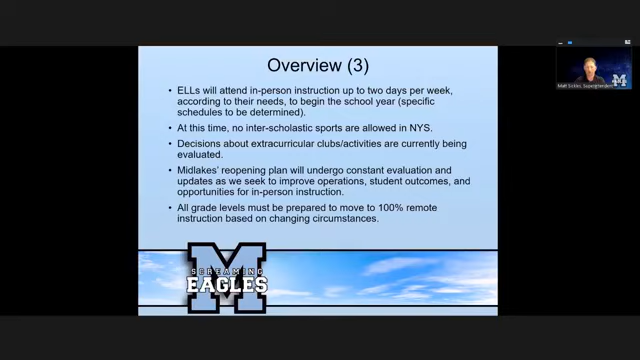 Overview (3)
• ELLs will attend in-person instruction up to two days per week,
according to their needs, to begin the school year (specific
schedules to be determined).
• At this time, no inter-scholastic sports are allowed in NYS.
• Decisions about extracurricular clubs/activities are currently being
evaluated.
• Midlakes' reopening plan will undergo constant evaluation and
updates as we seek to improve operations, student outcomes, and
opportunities for in-person instruction.
• All grade levels must be prepared to move to 100% remote
instruction based on changing circumstances.
SCREAMING
EAGLES
M
Matt Sickles, Superintendent